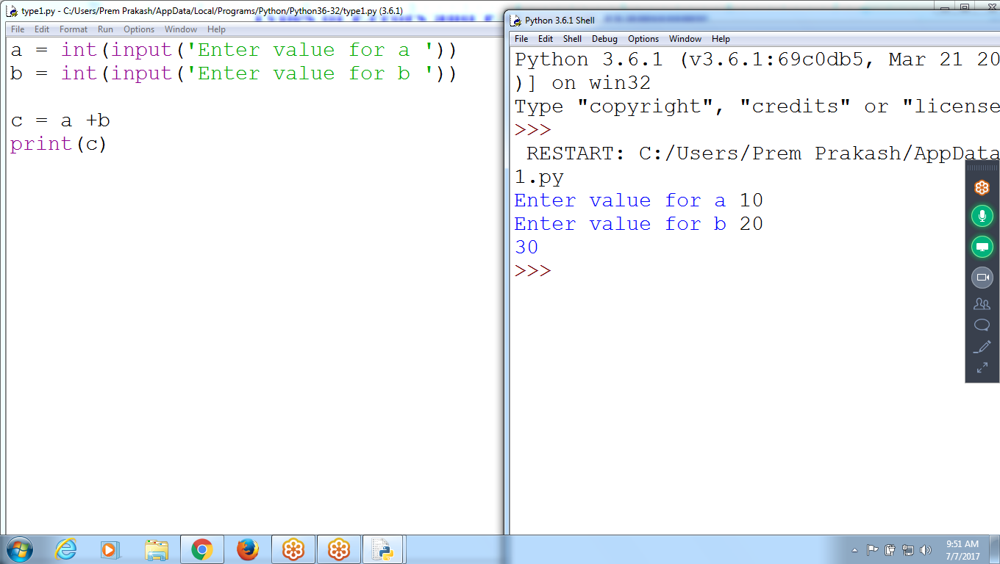 type1.py - C:/Users/Prem Prakash/AppData/Local/Programs/Python/Python36-32/type1.py (3.6.1)
File Edit Format Run Options Window Help
a = int(input('Enter value for a '))
b = int(input('Enter value for b '))
c = a +b
print(c)
Python 3.6.1 Shell
File Edit Shell Debug Options Window Help
Python 3.6.1 (v3.6.1:69c0db5, Mar 21 20
)] on win32
Type "copyright", "credits" or "license
>>>
RESTART: C:/Users/Prem Prakash/AppData
1.py
Enter value for a 10
Enter value for b 20
30
>>>
9:51 AM
7/7/2017